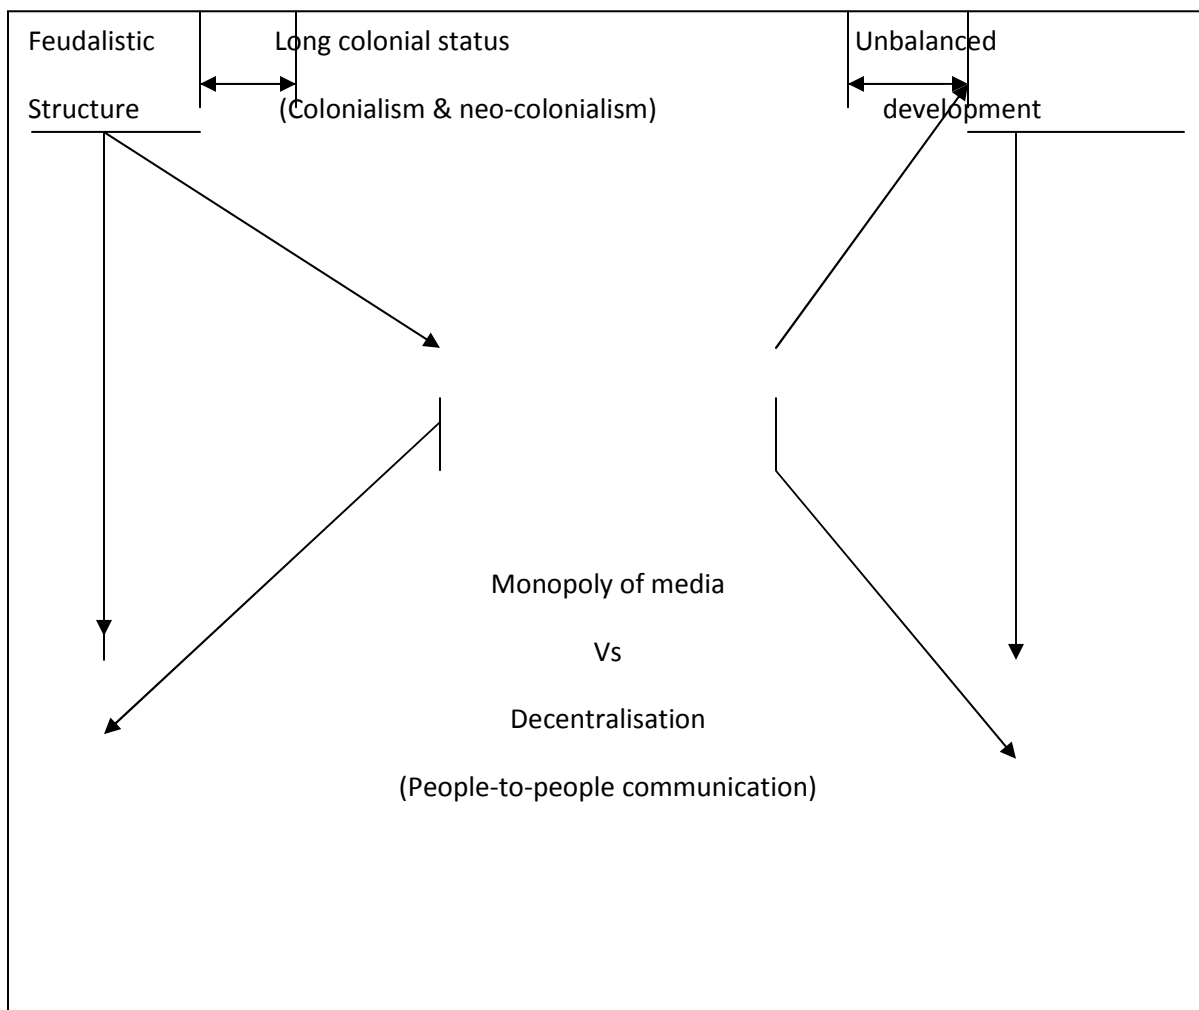 Feudalistic Long colonial status Unbalanced
Structure (Colonialism & neo-colonialism) development
Monopoly of media
Vs
Decentralisation
(People-to-people communication)